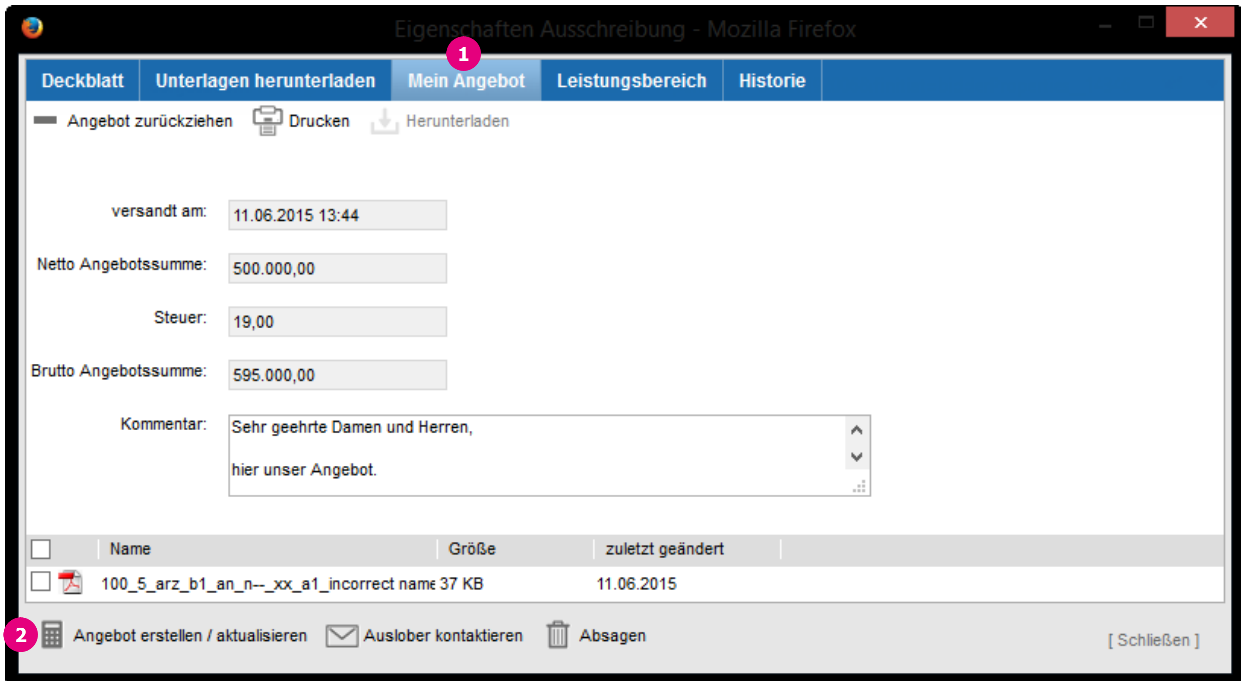 Eigenschaften Ausschreibung - Mozilla Firefox
1
Deckblatt Unterlagen herunterladen Mein Angebot Leistungsbereich Historie
Angebot zurückziehen Drucken Herunterladen
versandt am: 11.06.2015 13:44
Netto Angebotssumme: 500.000,00
Steuer: 19,00
Brutto Angebotssumme: 595.000,00
Kommentar: Sehr geehrte Damen und Herren,
hier unser Angebot.
Name Größe zuletzt geändert
100_5_arz_b1_an_n--_xx_a1_incorrect name 37 KB 11.06.2015
2 Angebot erstellen / aktualisieren Auslober kontaktieren Absagen [ Schließen ]